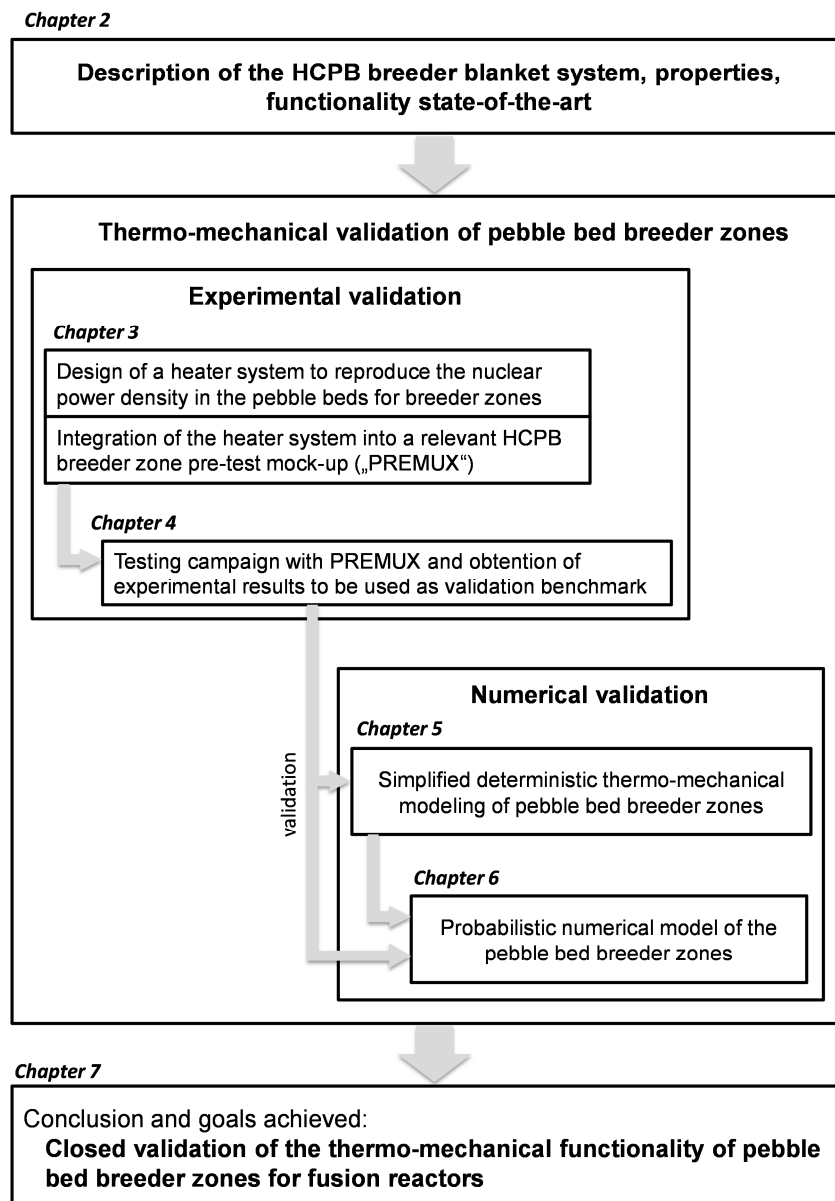 Chapter 2
Description of the HCPB breeder blanket system, properties,
functionality state-of-the-art
Thermo-mechanical validation of pebble bed breeder zones
Experimental validation
Chapter 3
Design of a heater system to reproduce the nuclear
power density in the pebble beds for breeder zones
Integration of the heater system into a relevant HCPB
breeder zone pre-test mock-up („PREMUX“)
Chapter 4
Testing campaign with PREMUX and obtention of
experimental results to be used as validation benchmark
Numerical validation
Chapter 5
validation
Simplified deterministic thermo-mechanical
modeling of pebble bed breeder zones
Chapter 6
Probabilistic numerical model of the
pebble bed breeder zones
Chapter 7
Conclusion and goals achieved:
Closed validation of the thermo-mechanical functionality of pebble
bed breeder zones for fusion reactors